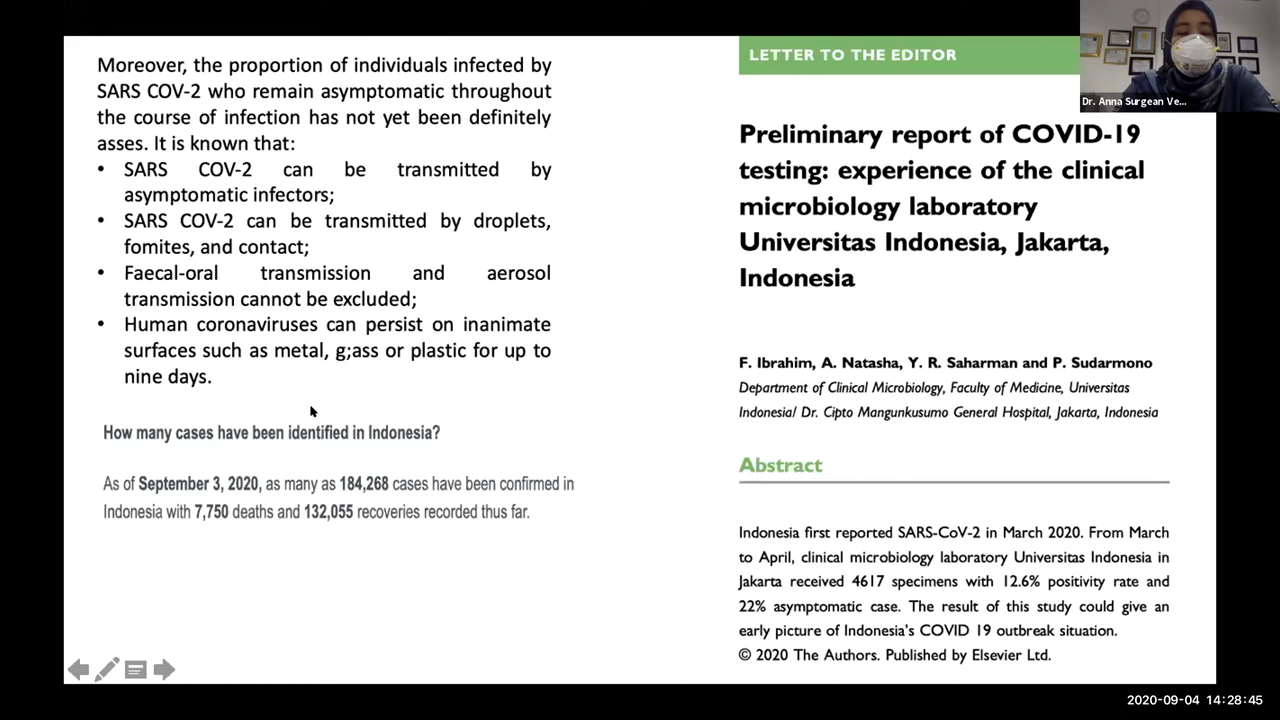 Moreover, the proportion of individuals infected by
SARS COV-2 who remain asymptomatic throughout
the course of infection has not yet been definitely
asses. It is known that:
• SARS COV-2 can be transmitted by
asymptomatic infectors;
• SARS COV-2 can be transmitted by droplets,
fomites, and contact;
• Faecal-oral transmission and aerosol
transmission cannot be excluded;
• Human coronaviruses can persist on inanimate
surfaces such as metal, g;ass or plastic for up to
nine days.
How many cases have been identified in Indonesia?
As of September 3, 2020, as many as 184,268 cases have been confirmed in
Indonesia with 7,750 deaths and 132,055 recoveries recorded thus far.
LETTER TO THE EDITOR
Preliminary report of COVID-19
testing: experience of the clinical
microbiology laboratory
Universitas Indonesia, Jakarta,
Indonesia
F. Ibrahim, A. Natasha, Y. R. Saharman and P. Sudarmono
Department of Clinical Microbiology, Faculty of Medicine, Universitas
Indonesia/ Dr. Cipto Mangunkusumo General Hospital, Jakarta, Indonesia
Abstract
Indonesia first reported SARS-CoV-2 in March 2020. From March
to April, clinical microbiology laboratory Universitas Indonesia in
Jakarta received 4617 specimens with 12.6% positivity rate and
22% asymptomatic case. The result of this study could give an
early picture of Indonesia's COVID 19 outbreak situation.
© 2020 The Authors. Published by Elsevier Ltd.
Dr. Anna Surgean Ve...
2020-09-04 14:28:45